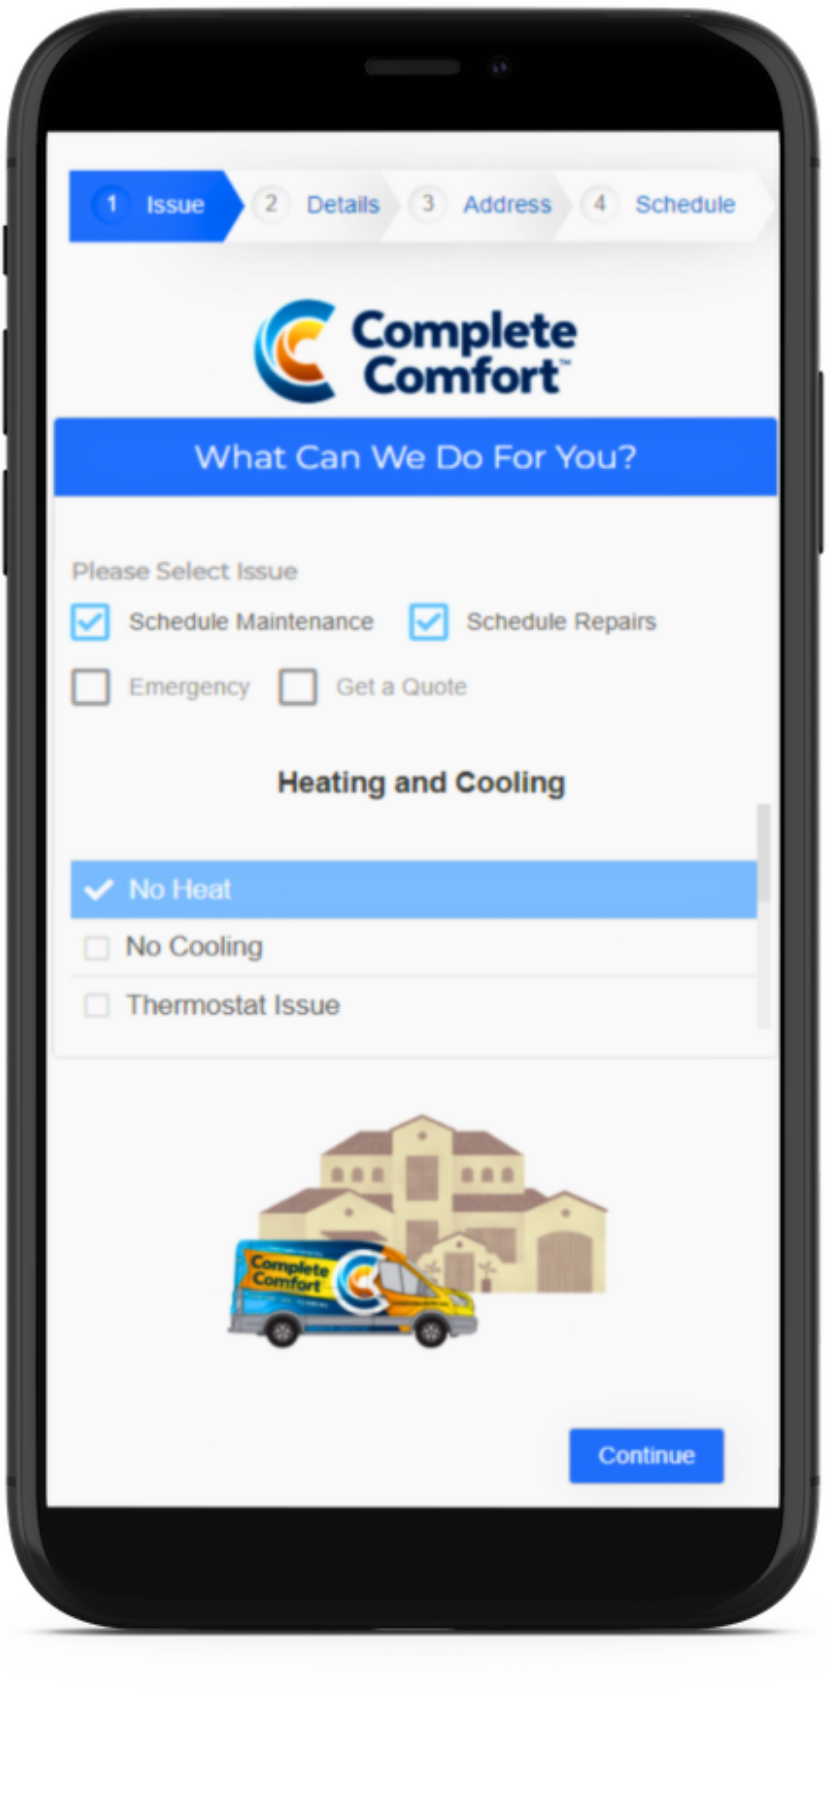 1 Issue 2 Details 3 Address 4 Schedule
Complete
Comfort™
What Can We Do For You?
Please Select Issue
Schedule Maintenance Schedule Repairs
Emergency Get a Quote
Heating and Cooling
No Heat
No Cooling
Thermostat Issue
Complete
Comfort
Continue